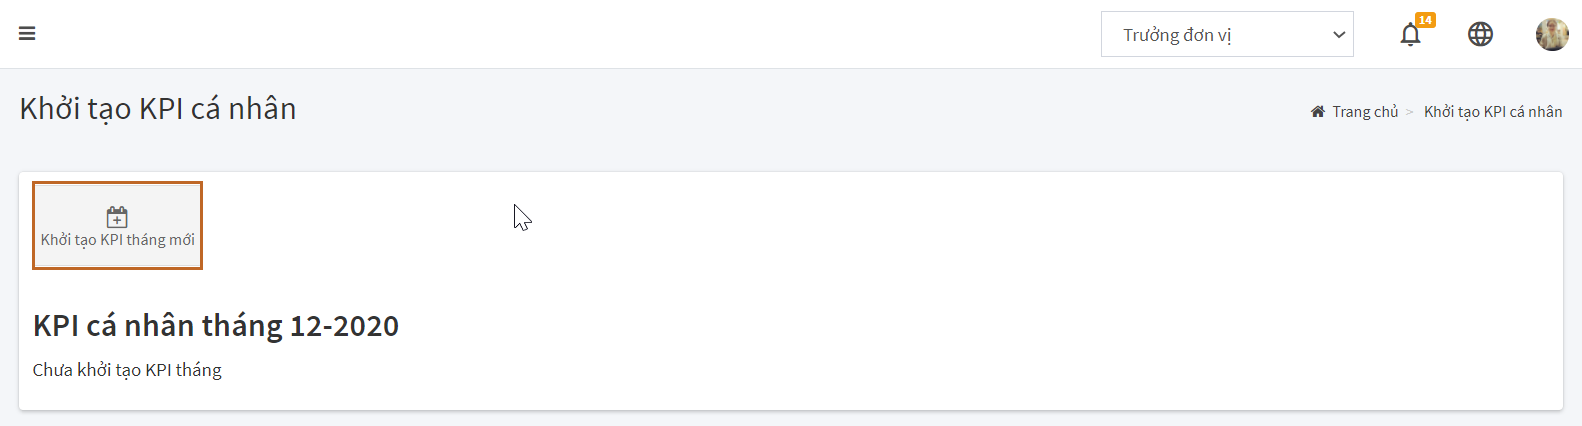 Trưởng đơn vị
14
Khởi tạo KPI cá nhân
Trang chủ > Khởi tạo KPI cá nhân
Khởi tạo KPI tháng mới
KPI cá nhân tháng 12-2020
Chưa khởi tạo KPI tháng